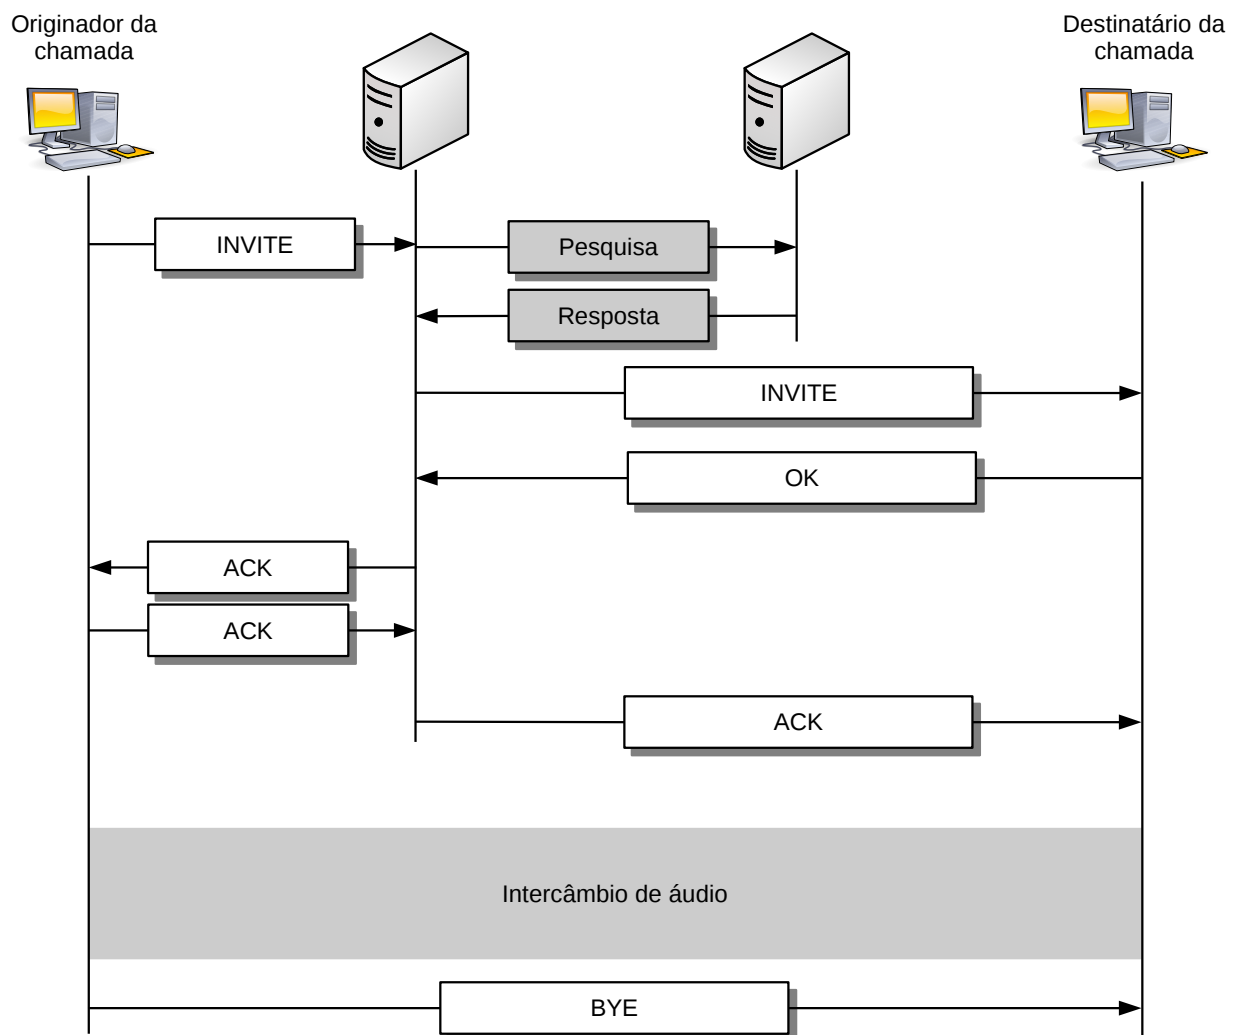 Originador da
chamada
Destinatário da
chamada
INVITE
Pesquisa
Resposta
INVITE
OK
ACK
ACK
ACK
Intercâmbio de áudio
BYE